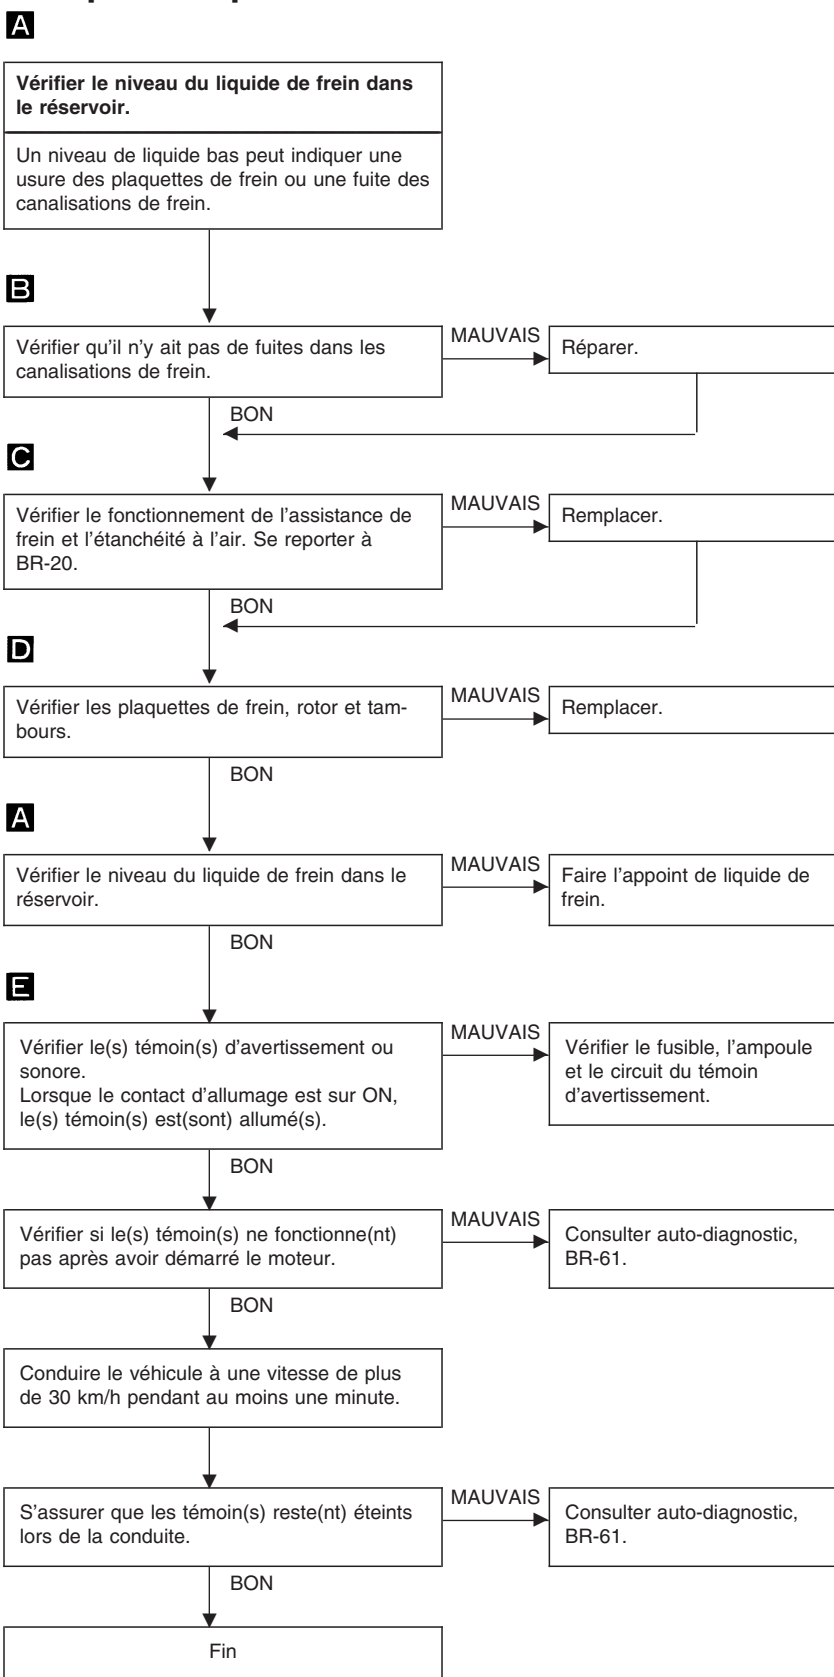 A
Vérifier le niveau du liquide de frein dans
le réservoir.
Un niveau de liquide bas peut indiquer une
usure des plaquettes de frein ou une fuite des
canalisations de frein.
B
Vérifier qu'il n'y ait pas de fuites dans les
canalisations de frein.
MAUVAIS
Réparer.
BON
C
Vérifier le fonctionnement de l'assistance de
frein et l'étanchéité à l'air. Se reporter à
BR-20.
MAUVAIS
Remplacer.
BON
D
Vérifier les plaquettes de frein, rotor et tam-
bours.
MAUVAIS
Remplacer.
BON
A
Vérifier le niveau du liquide de frein dans le
réservoir.
MAUVAIS
Faire l'appoint de liquide de
frein.
BON
E
Vérifier le(s) témoin(s) d'avertissement ou
sonore.
Lorsque le contact d'allumage est sur ON,
le(s) témoin(s) est(sont) allumé(s).
MAUVAIS
Vérifier le fusible, l'ampoule
et le circuit du témoin
d'avertissement.
BON
Vérifier si le(s) témoin(s) ne fonctionne(nt)
pas après avoir démarré le moteur.
MAUVAIS
Consulter auto-diagnostic,
BR-61.
BON
Conduire le véhicule à une vitesse de plus
de 30 km/h pendant au moins une minute.
S'assurer que les témoin(s) reste(nt) éteints
lors de la conduite.
MAUVAIS
Consulter auto-diagnostic,
BR-61.
BON
Fin